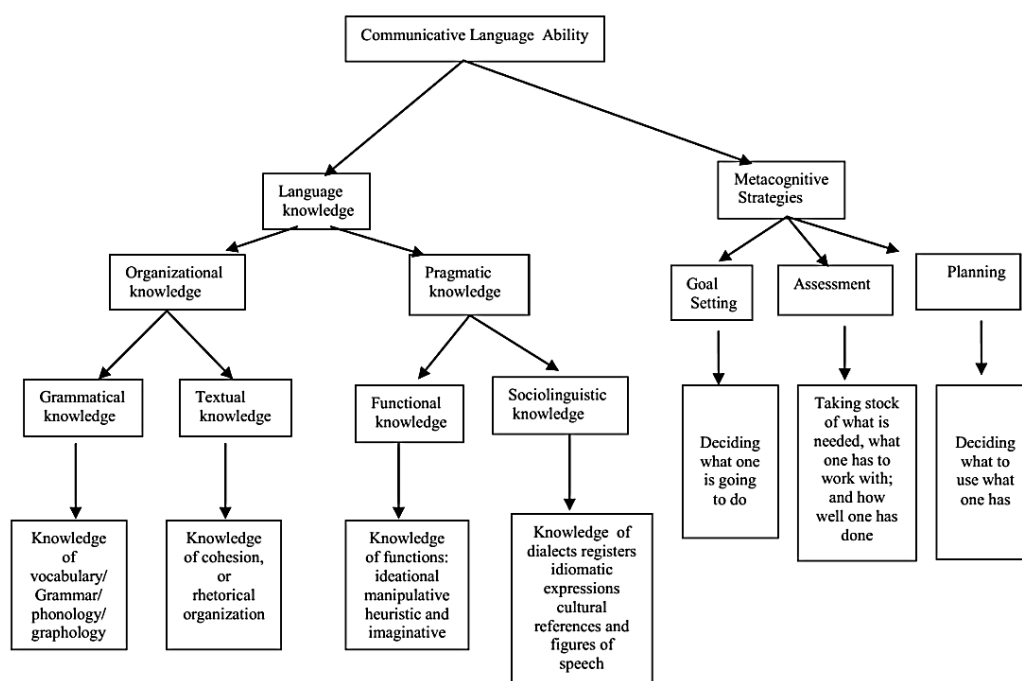 Communicative Language Ability
Language
knowledge
Metacognitive
Strategies
Organizational
knowledge
Pragmatic
knowledge
Goal
Setting
Assessment
Planning
Grammatical
knowledge
Textual
knowledge
Functional
knowledge
Sociolinguistic
knowledge
Deciding
what one
is going
to do
Taking stock
of what is
needed, what
one has to
work with;
and how
well one has
done
Deciding
what to
use what
one has
Knowledge
of
vocabulary/
Grammar/
phonology/
graphology
Knowledge
of cohesion,
or
rhetorical
organization
Knowledge
of functions:
ideational
manipulative
heuristic and
imaginative
Knowledge of
dialects registers
idiomatic
expressions
cultural
references and
figures of
speech